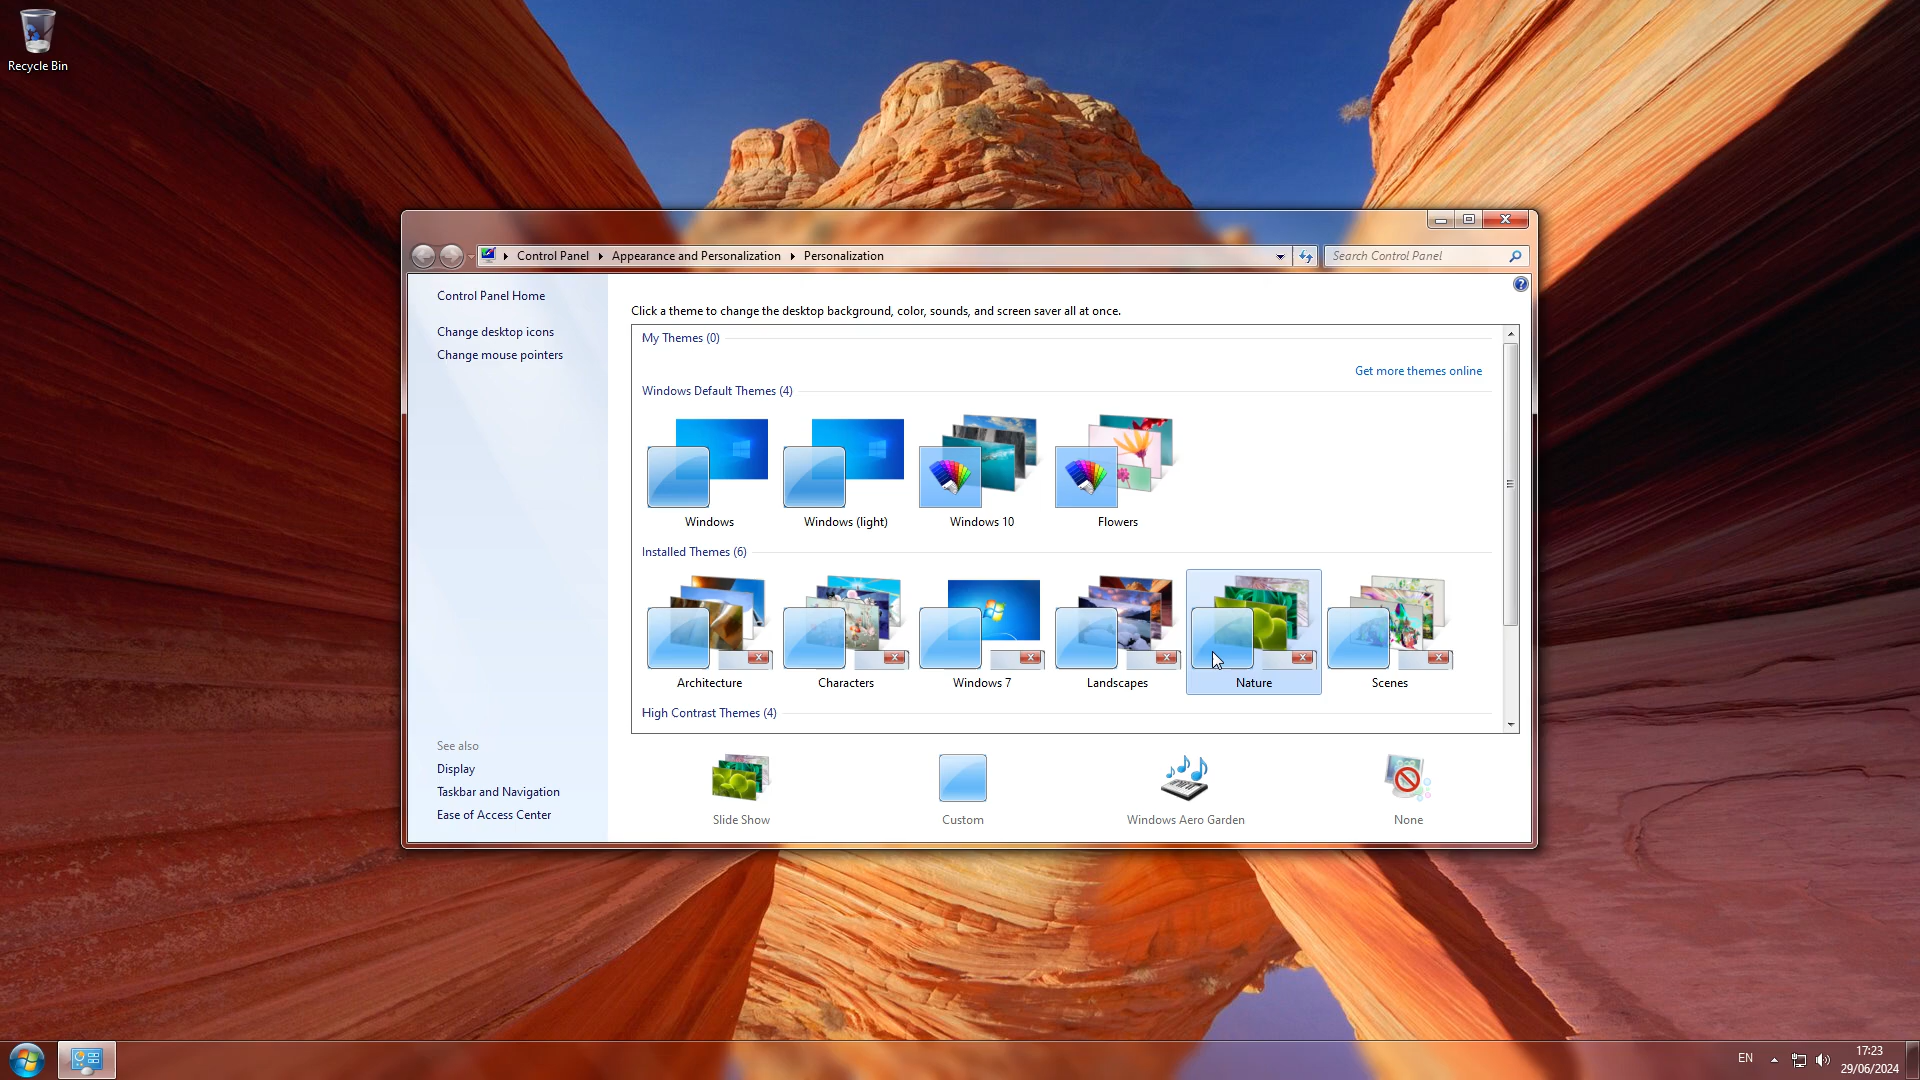 Recycle Bin
Control Panel
Appearance and Personalization
Personalization
Search Control Panel
Control Panel Home
Change desktop icons
Change mouse pointers
Click a theme to change the desktop background, color, sounds, and screen saver all at once.
My Themes (0)
Get more themes online
Windows Default Themes (4)
Windows
Windows (light)
Windows 10
Flowers
Installed Themes (6)
Architecture
Characters
Windows 7
Landscapes
Nature
Scenes
High Contrast Themes (4)
See also
Display
Taskbar and Navigation
Ease of Access Center
Slide Show
Custom
Windows Aero Garden
None
EN
17:23
29/06/2024